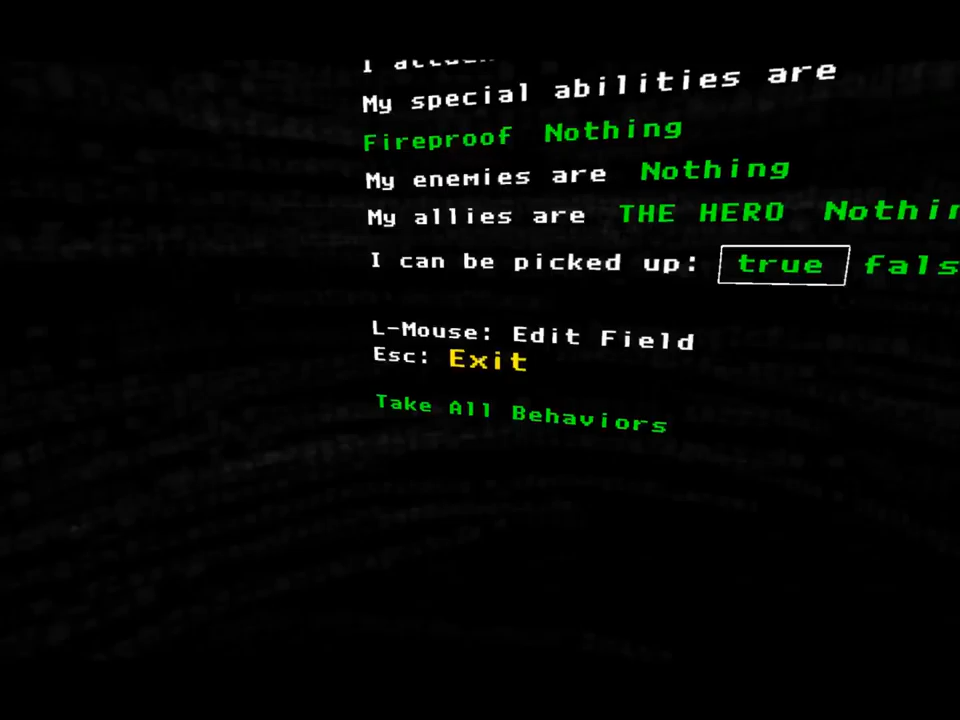 My special abilities are
Fireproof Nothing
My enemies are Nothing
My allies are THE HERO
I can be picked up: true
L-Mouse: Edit Field
Esc: Exit
Take All Behaviors